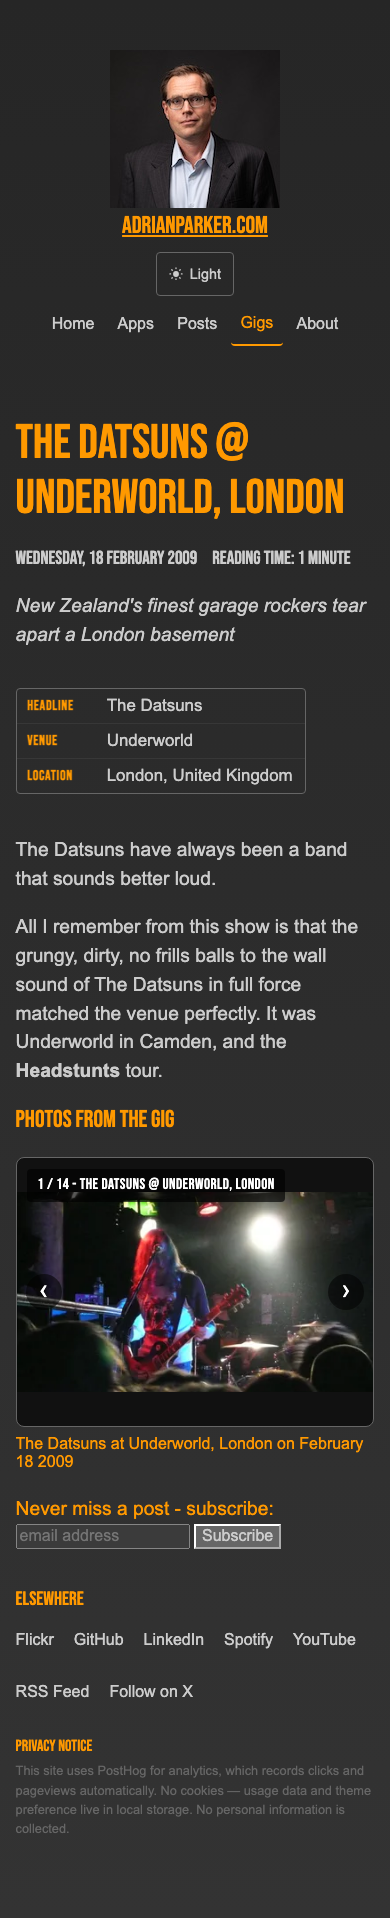 ADRIANPARKER.COM
☀ Light
Home Apps Posts Gigs About
THE DATSUNS @
UNDERWORLD, LONDON
WEDNESDAY, 18 FEBRUARY 2009 READING TIME: 1 MINUTE
New Zealand's finest garage rockers tear
apart a London basement
HEADLINE The Datsuns
VENUE Underworld
LOCATION London, United Kingdom
The Datsuns have always been a band
that sounds better loud.
All I remember from this show is that the
grungy, dirty, no frills balls to the wall
sound of The Datsuns in full force
matched the venue perfectly. It was
Underworld in Camden, and the
Headstunts tour.
PHOTOS FROM THE GIG
1 / 14 - THE DATSUNS @ UNDERWORLD, LONDON
❮ ❯
The Datsuns at Underworld, London on February
18 2009
Never miss a post - subscribe:
email address Subscribe
ELSEWHERE
Flickr GitHub LinkedIn Spotify YouTube
RSS Feed Follow on X
PRIVACY NOTICE
This site uses PostHog for analytics, which records clicks and
pageviews automatically. No cookies — usage data and theme
preference live in local storage. No personal information is
collected.